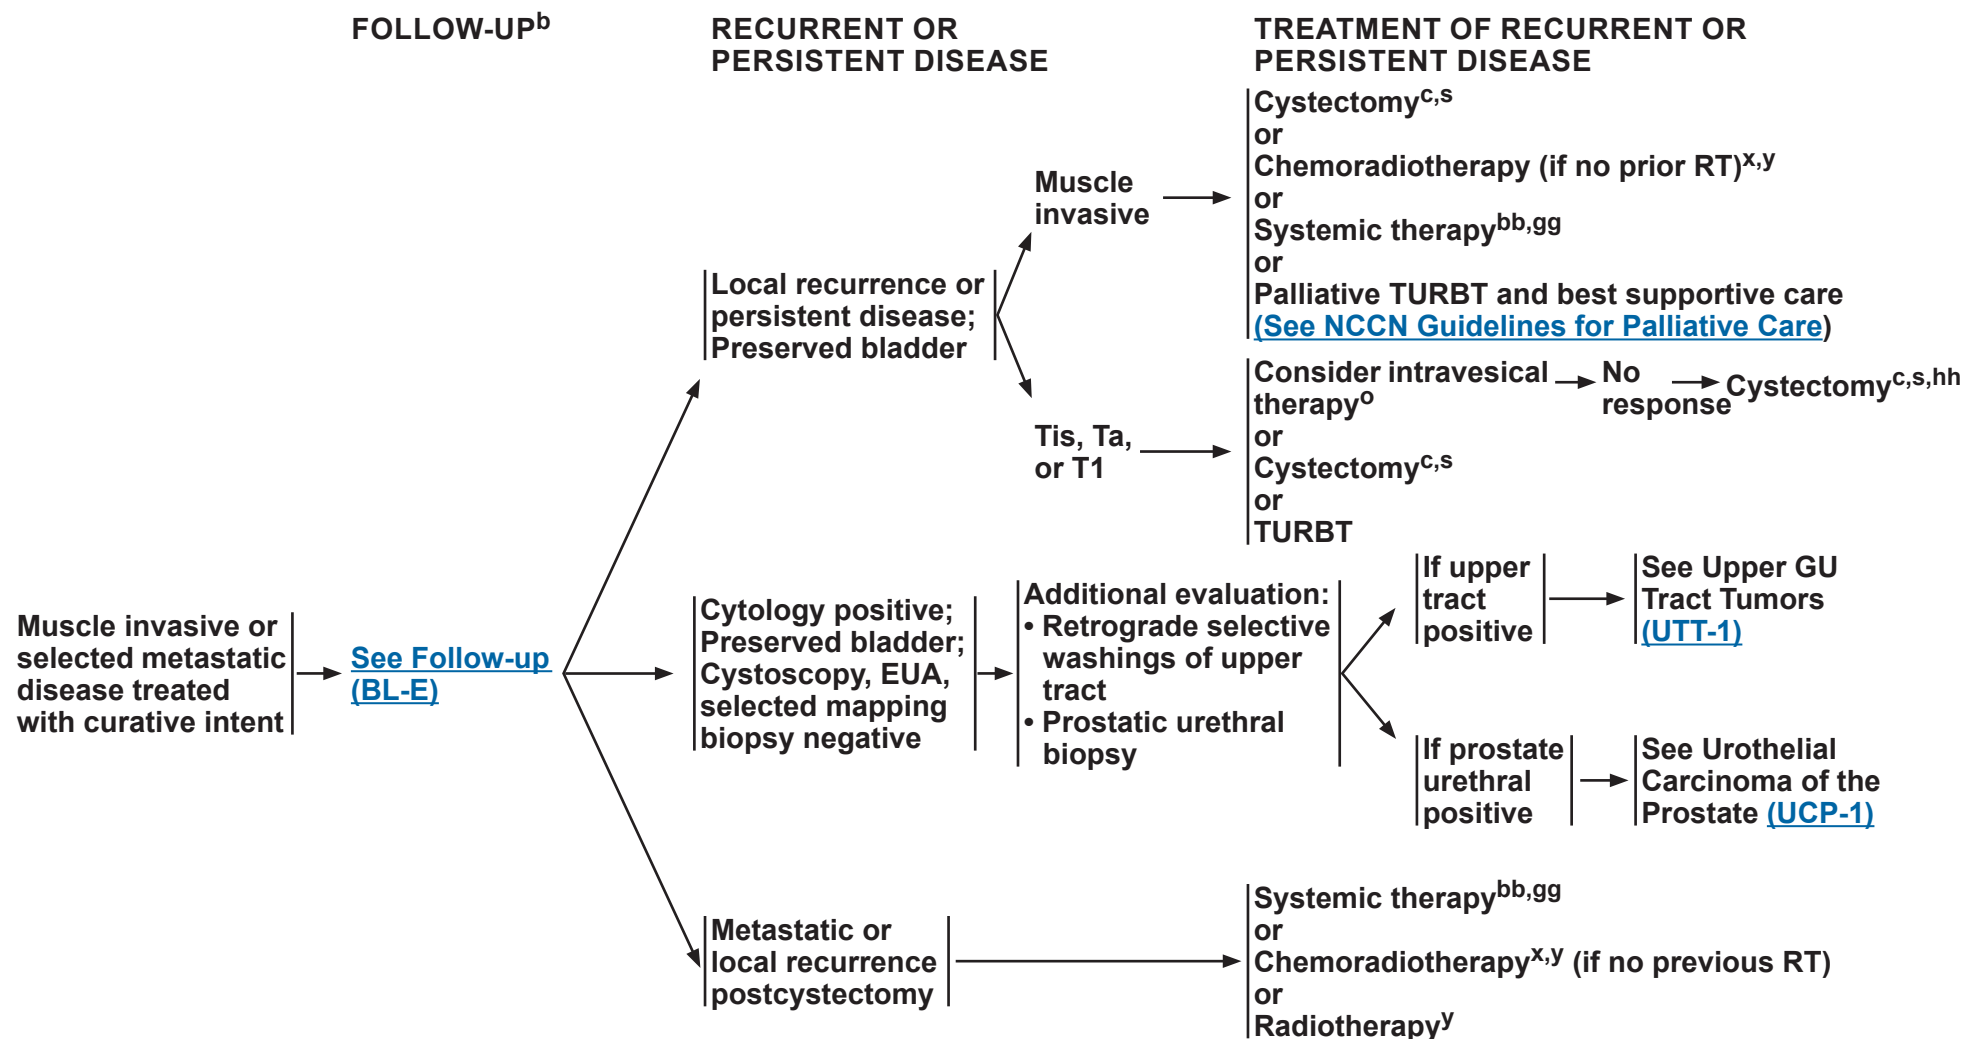 FOLLOW-UPb
RECURRENT OR
PERSISTENT DISEASE
TREATMENT OF RECURRENT OR
PERSISTENT DISEASE
Muscle invasive or
selected metastatic
disease treated
with curative intent
See Follow-up
(BL-E)
Local recurrence or
persistent disease;
Preserved bladder
Muscle
invasive
Cystectomyc,s
or
Chemoradiotherapy (if no prior RT)x,y
or
Systemic therapybb,gg
or
Palliative TURBT and best supportive care
(See NCCN Guidelines for Palliative Care)
Tis, Ta,
or T1
Consider intravesical
therapyo
or
Cystectomyc,s
or
TURBT
No
response
Cystectomyc,s,hh
Cytology positive;
Preserved bladder;
Cystoscopy, EUA,
selected mapping
biopsy negative
Additional evaluation:
• Retrograde selective
washings of upper
tract
• Prostatic urethral
biopsy
If upper
tract
positive
See Upper GU
Tract Tumors
(UTT-1)
If prostate
urethral
positive
See Urothelial
Carcinoma of the
Prostate (UCP-1)
Metastatic or
local recurrence
postcystectomy
Systemic therapybb,gg
or
Chemoradiotherapyx,y (if no previous RT)
or
Radiotherapyy